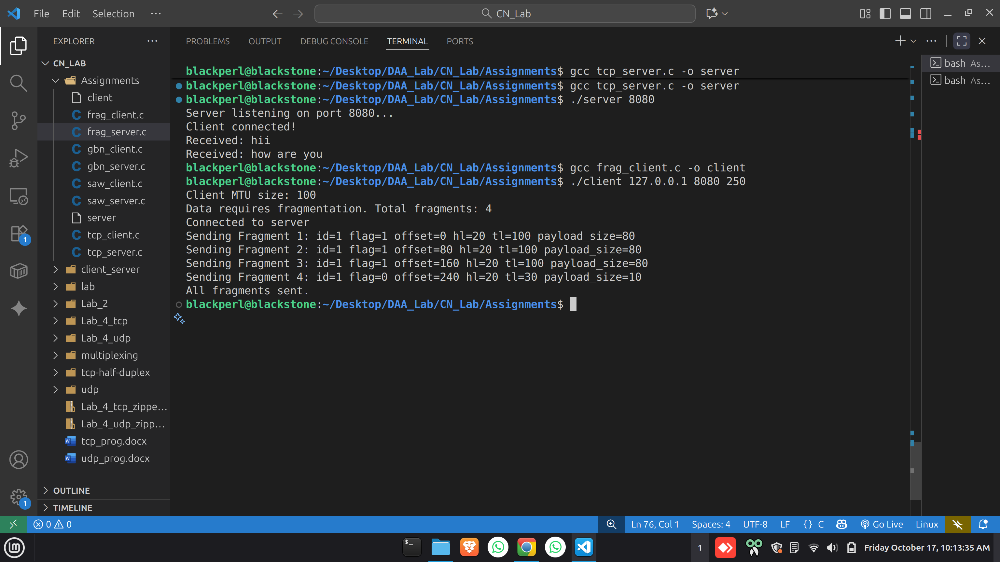 File Edit Selection ...
CN_Lab
EXPLORER ...
CN_LAB
Assignments
client
frag_client.c
frag_server.c
gbn_client.c
gbn_server.c
saw_client.c
saw_server.c
server
tcp_client.c
tcp_server.c
client_server
lab
Lab_2
Lab_4_tcp
Lab_4_udp
multiplexing
tcp-half-duplex
udp
Lab_4_tcp_zippe...
Lab_4_udp_zipp...
tcp_prog.docx
udp_prog.docx
OUTLINE
TIMELINE
1
1
PROBLEMS OUTPUT DEBUG CONSOLE TERMINAL PORTS
blackperl@blackstone:~/Desktop/DAA_Lab/CN_Lab/Assignments$ gcc tcp_server.c -o server
blackperl@blackstone:~/Desktop/DAA_Lab/CN_Lab/Assignments$ gcc tcp_server.c -o server
blackperl@blackstone:~/Desktop/DAA_Lab/CN_Lab/Assignments$ ./server 8080
Server listening on port 8080...
Client connected!
Received: hii
Received: how are you
blackperl@blackstone:~/Desktop/DAA_Lab/CN_Lab/Assignments$ gcc frag_client.c -o client
blackperl@blackstone:~/Desktop/DAA_Lab/CN_Lab/Assignments$ ./client 127.0.0.1 8080 250
Client MTU size: 100
Data requires fragmentation. Total fragments: 4
Connected to server
Sending Fragment 1: id=1 flag=1 offset=0 hl=20 tl=100 payload_size=80
Sending Fragment 2: id=1 flag=1 offset=80 hl=20 tl=100 payload_size=80
Sending Fragment 3: id=1 flag=1 offset=160 hl=20 tl=100 payload_size=80
Sending Fragment 4: id=1 flag=0 offset=240 hl=20 tl=30 payload_size=10
All fragments sent.
blackperl@blackstone:~/Desktop/DAA_Lab/CN_Lab/Assignments$
bash As...
bash As...
0 0
Ln 76, Col 1 Spaces: 4 UTF-8 LF {} C Go Live Linux
1 Friday October 17, 10:13:35 AM